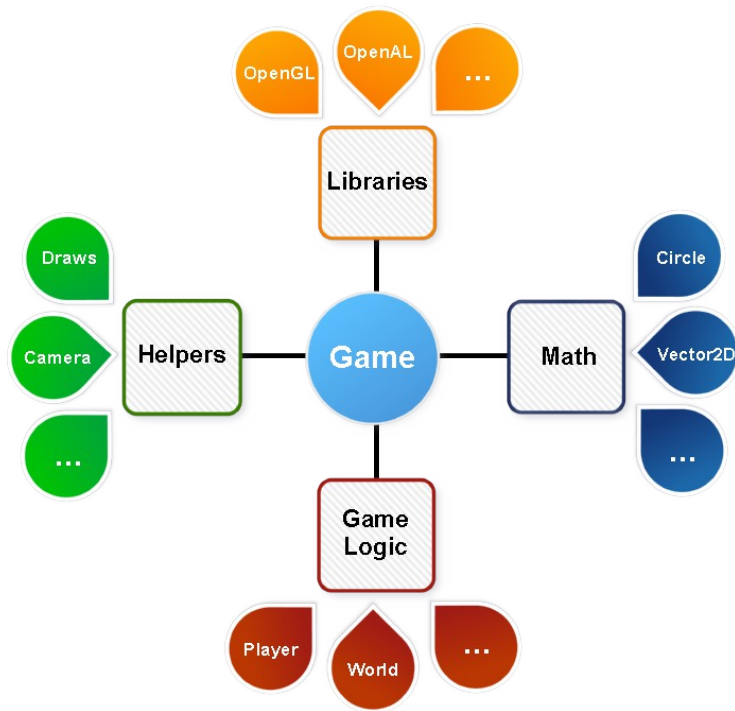 OpenGL
OpenAL
...
Libraries
Draws
Camera
...
Helpers
Game
Math
Circle
Vector2D
...
Game
Logic
Player
World
...